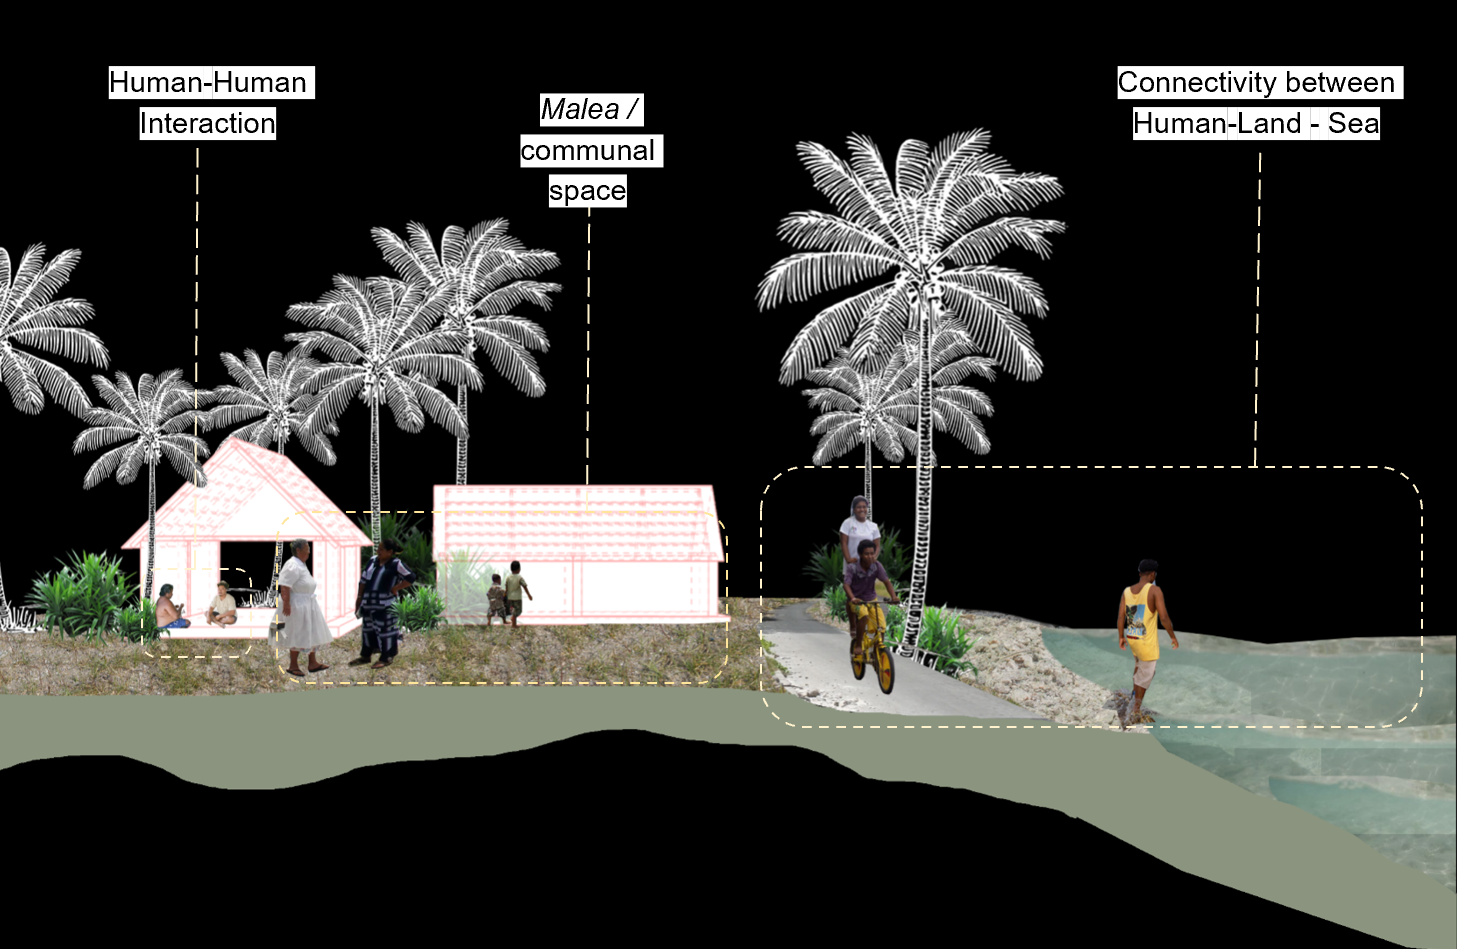 Human-Human
Interaction
Malea /
communal
space
Connectivity between
Human-Land - Sea